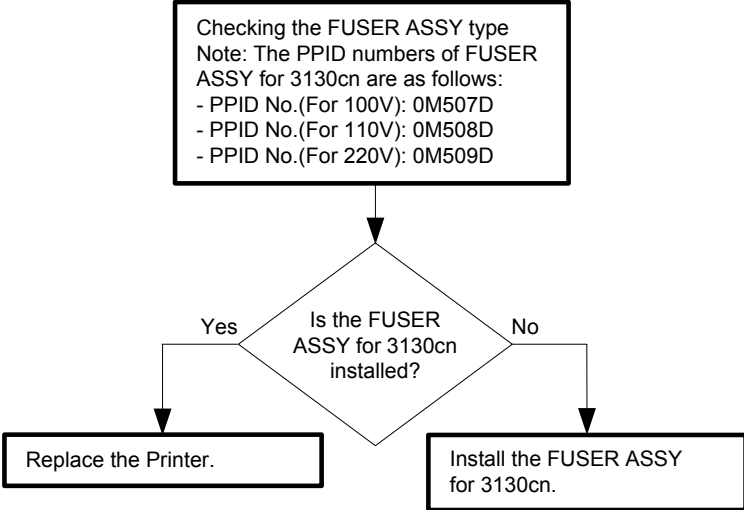 Checking the FUSER ASSY type
Note: The PPID numbers of FUSER
ASSY for 3130cn are as follows:
- PPID No.(For 100V): 0M507D
- PPID No.(For 110V): 0M508D
- PPID No.(For 220V): 0M509D
Is the FUSER
ASSY for 3130cn
installed?
Yes
No
Replace the Printer.
Install the FUSER ASSY
for 3130cn.